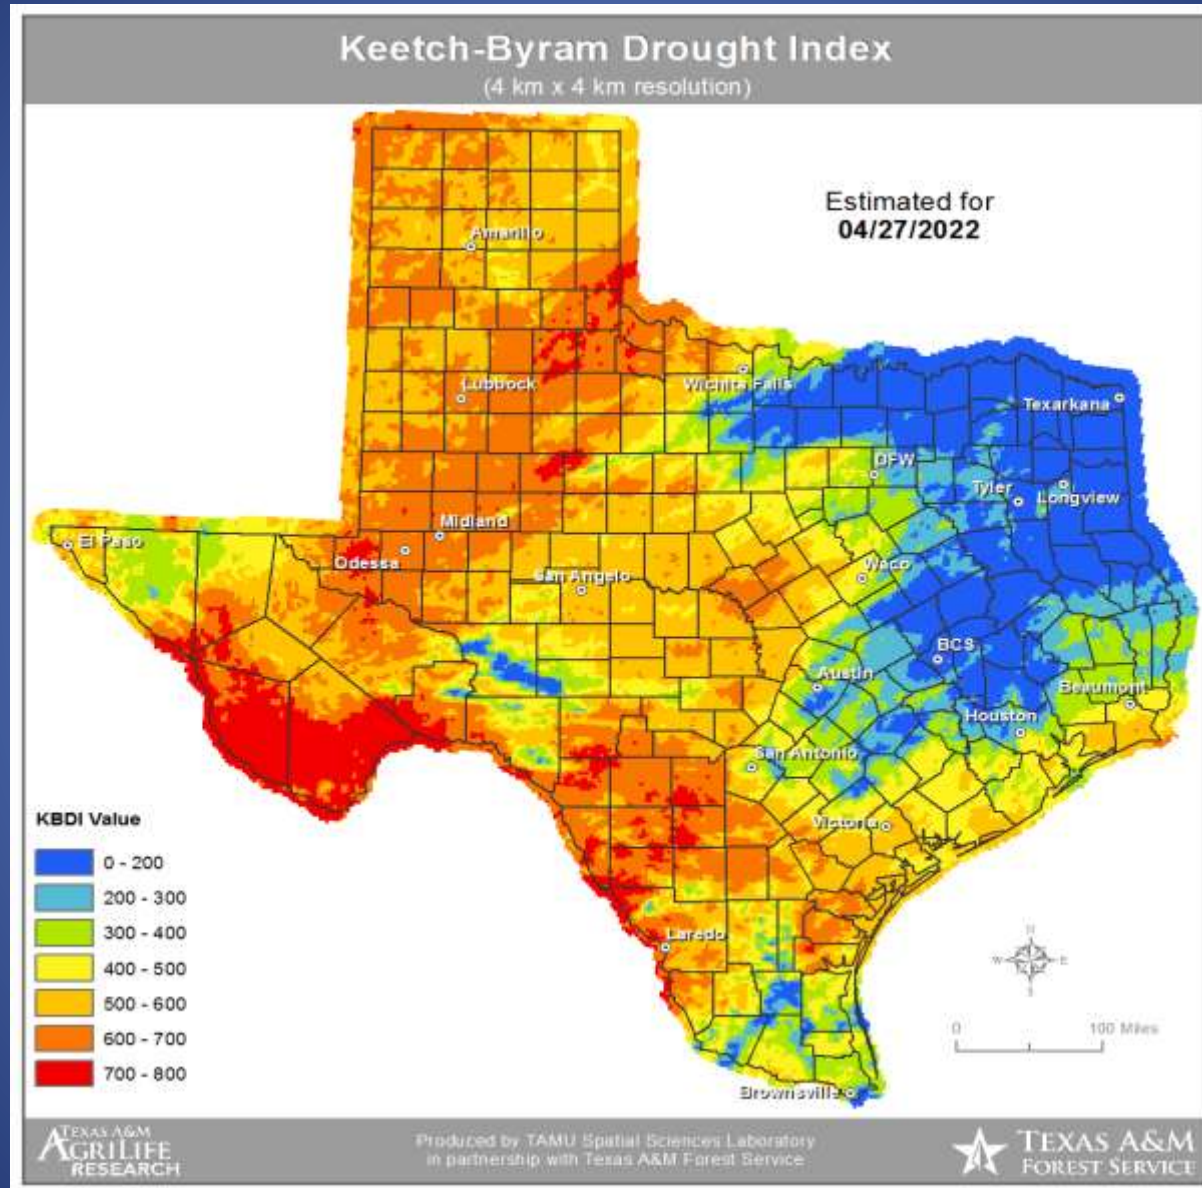 Keetch-Byram Drought Index
(4 km x 4 km resolution)
Estimated for
04/27/2022
Amarillo
Lubbock
Wichita Falls
Texarkana
DFW
Tyler
Longview
Midland
El Paso
Odessa
San Angelo
Waco
BCS
Austin
Beaumont
Houston
San Antonio
Victoria
Laredo
Brownsville
KBDI Value
0 - 200
200 - 300
300 - 400
400 - 500
500 - 600
600 - 700
700 - 800
N
W E
S
0 100 Miles
TEXAS A&M
AGRILIFE
RESEARCH
Produced by TAMU Spatial Sciences Laboratory
in partnership with Texas A&M Forest Service
TEXAS A&M
FOREST SERVICE